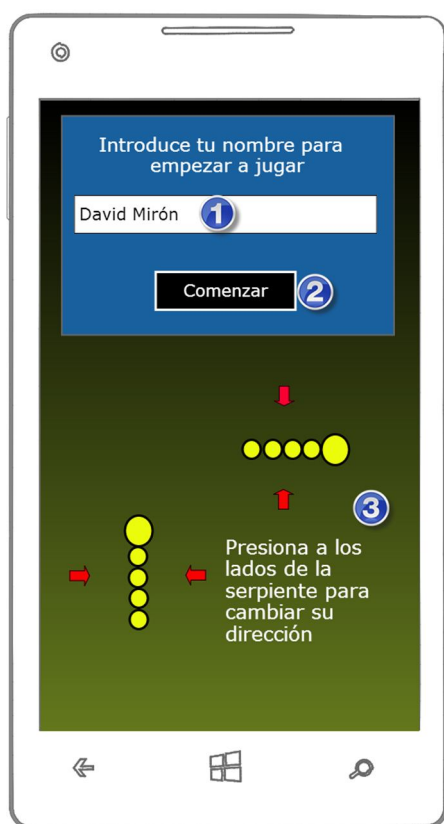 Introduce tu nombre para
empezar a jugar
David Mirón 1
Comenzar 2
3
Presiona a los
lados de la
serpiente para
cambiar su
dirección